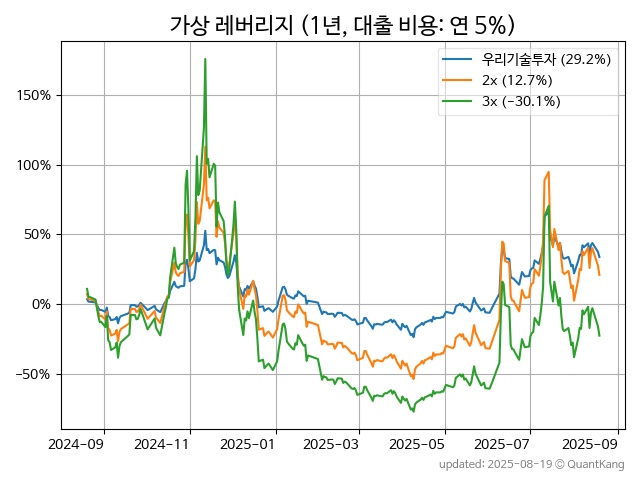 가상 레버리지 (1년, 대출 비용: 연 5%)
우리기술투자 (29.2%)
2x (12.7%)
3x (−30.1%)
150%
100%
50%
0%
−50%
2024-09 2024-11 2025-01 2025-03 2025-05 2025-07 2025-09
updated: 2025-08-19 © QuantKang